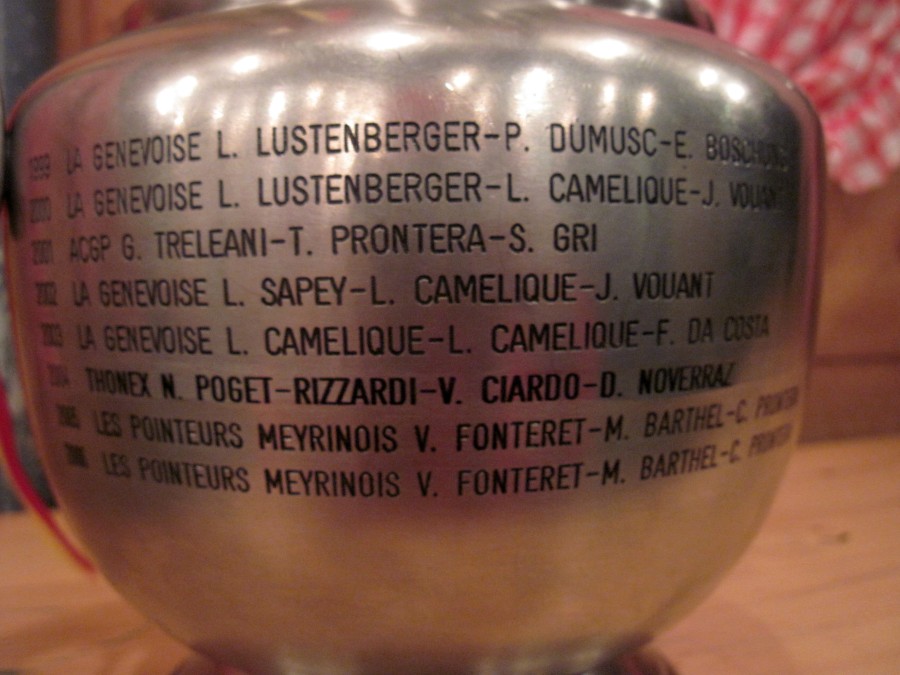 1999 LA GENEVOISE L. LUSTENBERGER-P. DUMUSC-E.
2000 LA GENEVOISE L. LUSTENBERGER-L. CAMELIQUE-J. VOUANT
2001 ACGP G. TRELEANI-T. PRONTERA-S. GRI
2002 LA GENEVOISE L. SAPEY-L. CAMELIQUE-J. VOUANT
2003 LA GENEVOISE L. CAMELIQUE-L. CAMELIQUE-F. DA COSTA
2004 THONEX N. POGET-RIZZARDI-V. CIARDO-D. NOVERRAZ
2005 LES POINTEURS MEYRINOIS V. FONTERET-M. BARTHEL-C.
LES POINTEURS MEYRINOIS V. FONTERET-M. BARTHEL-C.